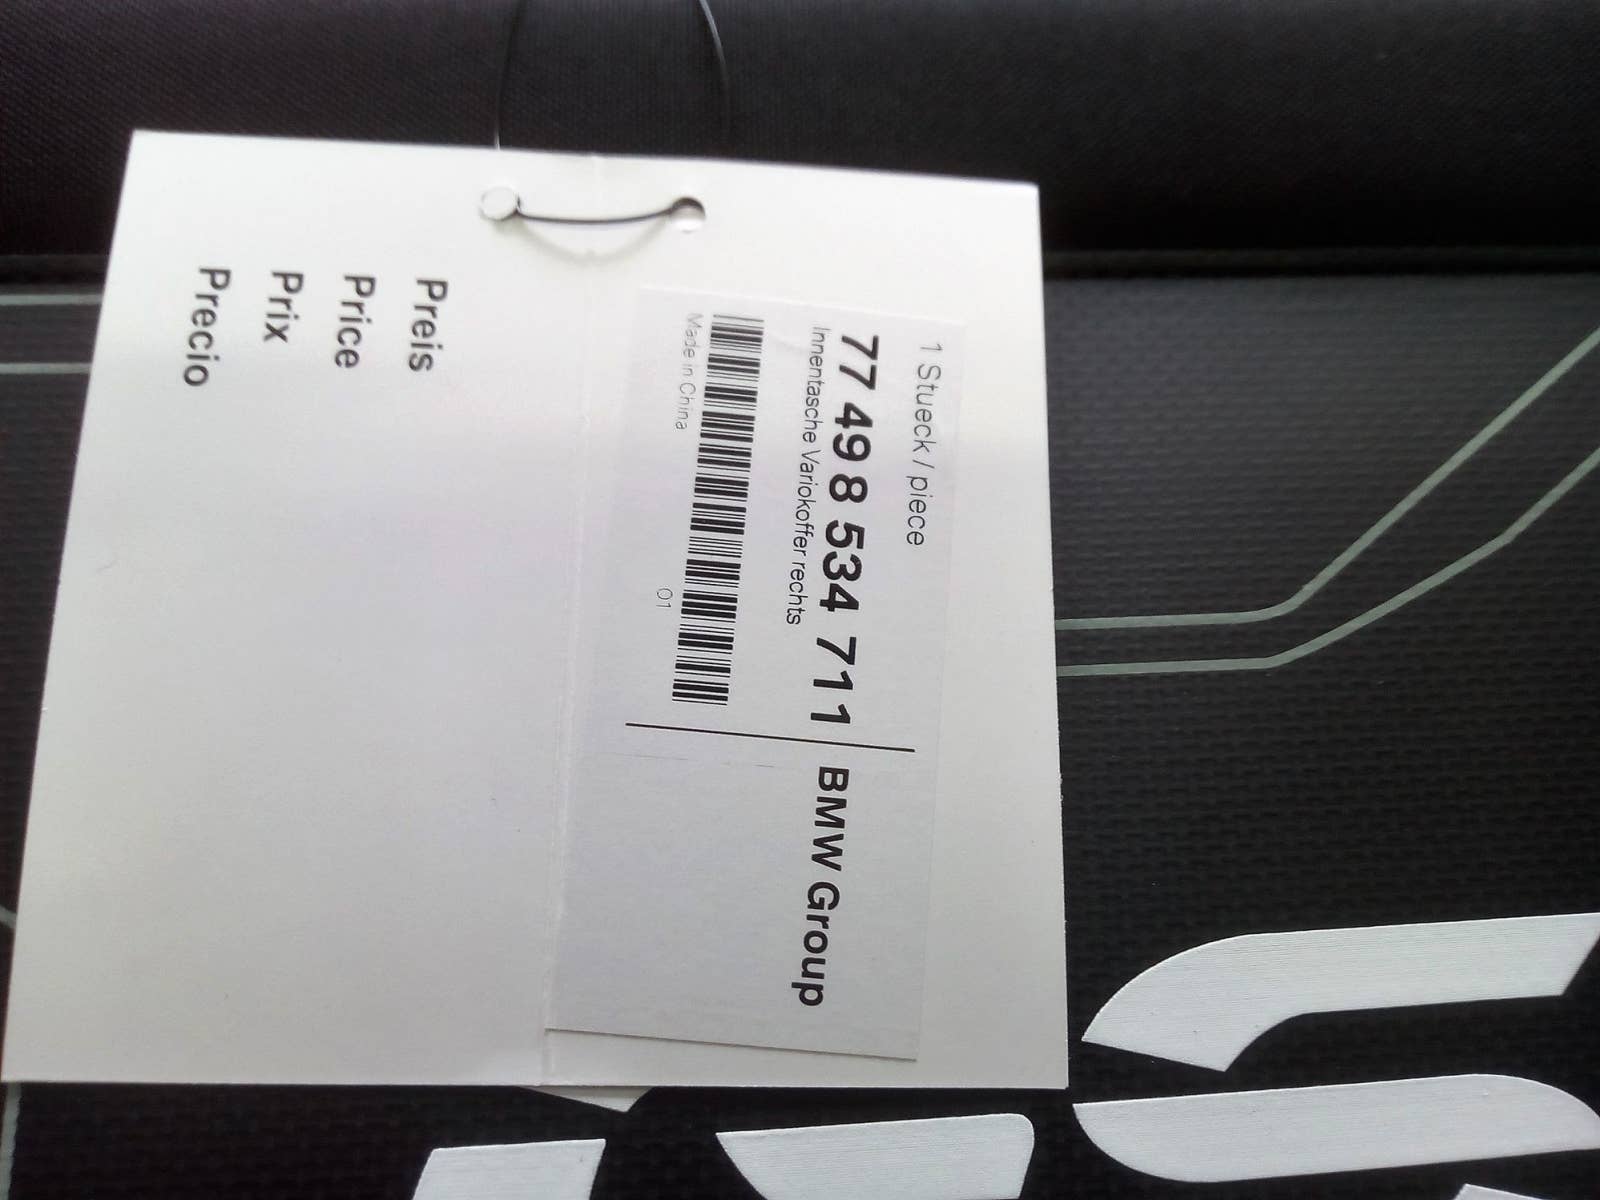 1 Stueck / piece
77 49 8 534 711
BMW Group
Innentasche Variokoffer rechts
Made in China
01
Preis
Price
Prix
Precio